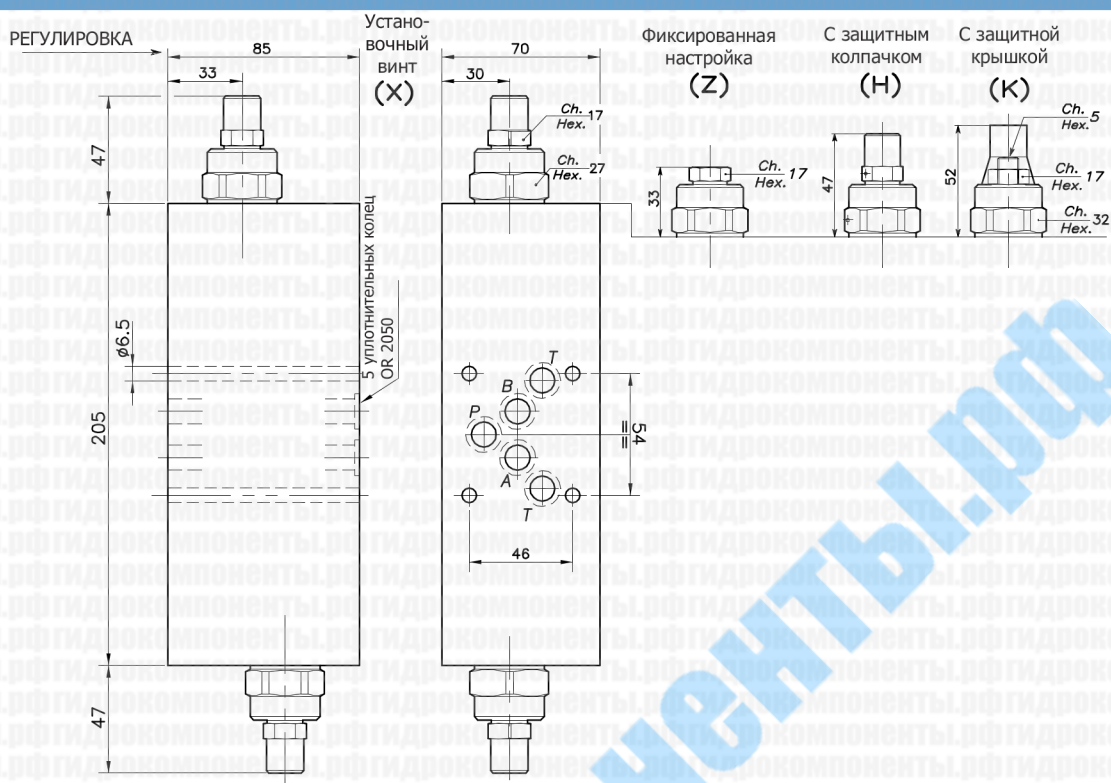 РЕГУЛИРОВКА
85
33
47
205
47
ø6.5
Устано-
вочный
винт
(X)
5 уплотнительных колец
OR 2050
70
30
Ch.
Hex. 17
Ch.
Hex. 27
T
B
P
A
T
54
= =
46
Фиксированная
настройка
(Z)
33
Ch.
Hex. 17
С защитным
колпачком
(H)
47
С защитной
крышкой
(K)
52
Ch.
Hex. 5
Ch.
Hex. 17
Ch.
Hex. 32
гидрокомпоненты.рф